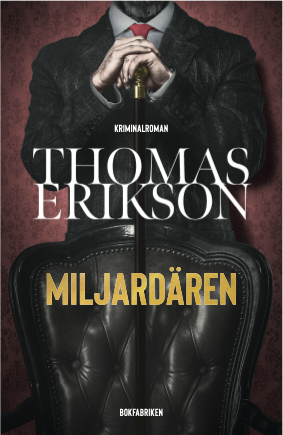 KRIMINALROMAN
THOMAS
ERIKSON
MILJARDÄREN
BOKFABRIKEN